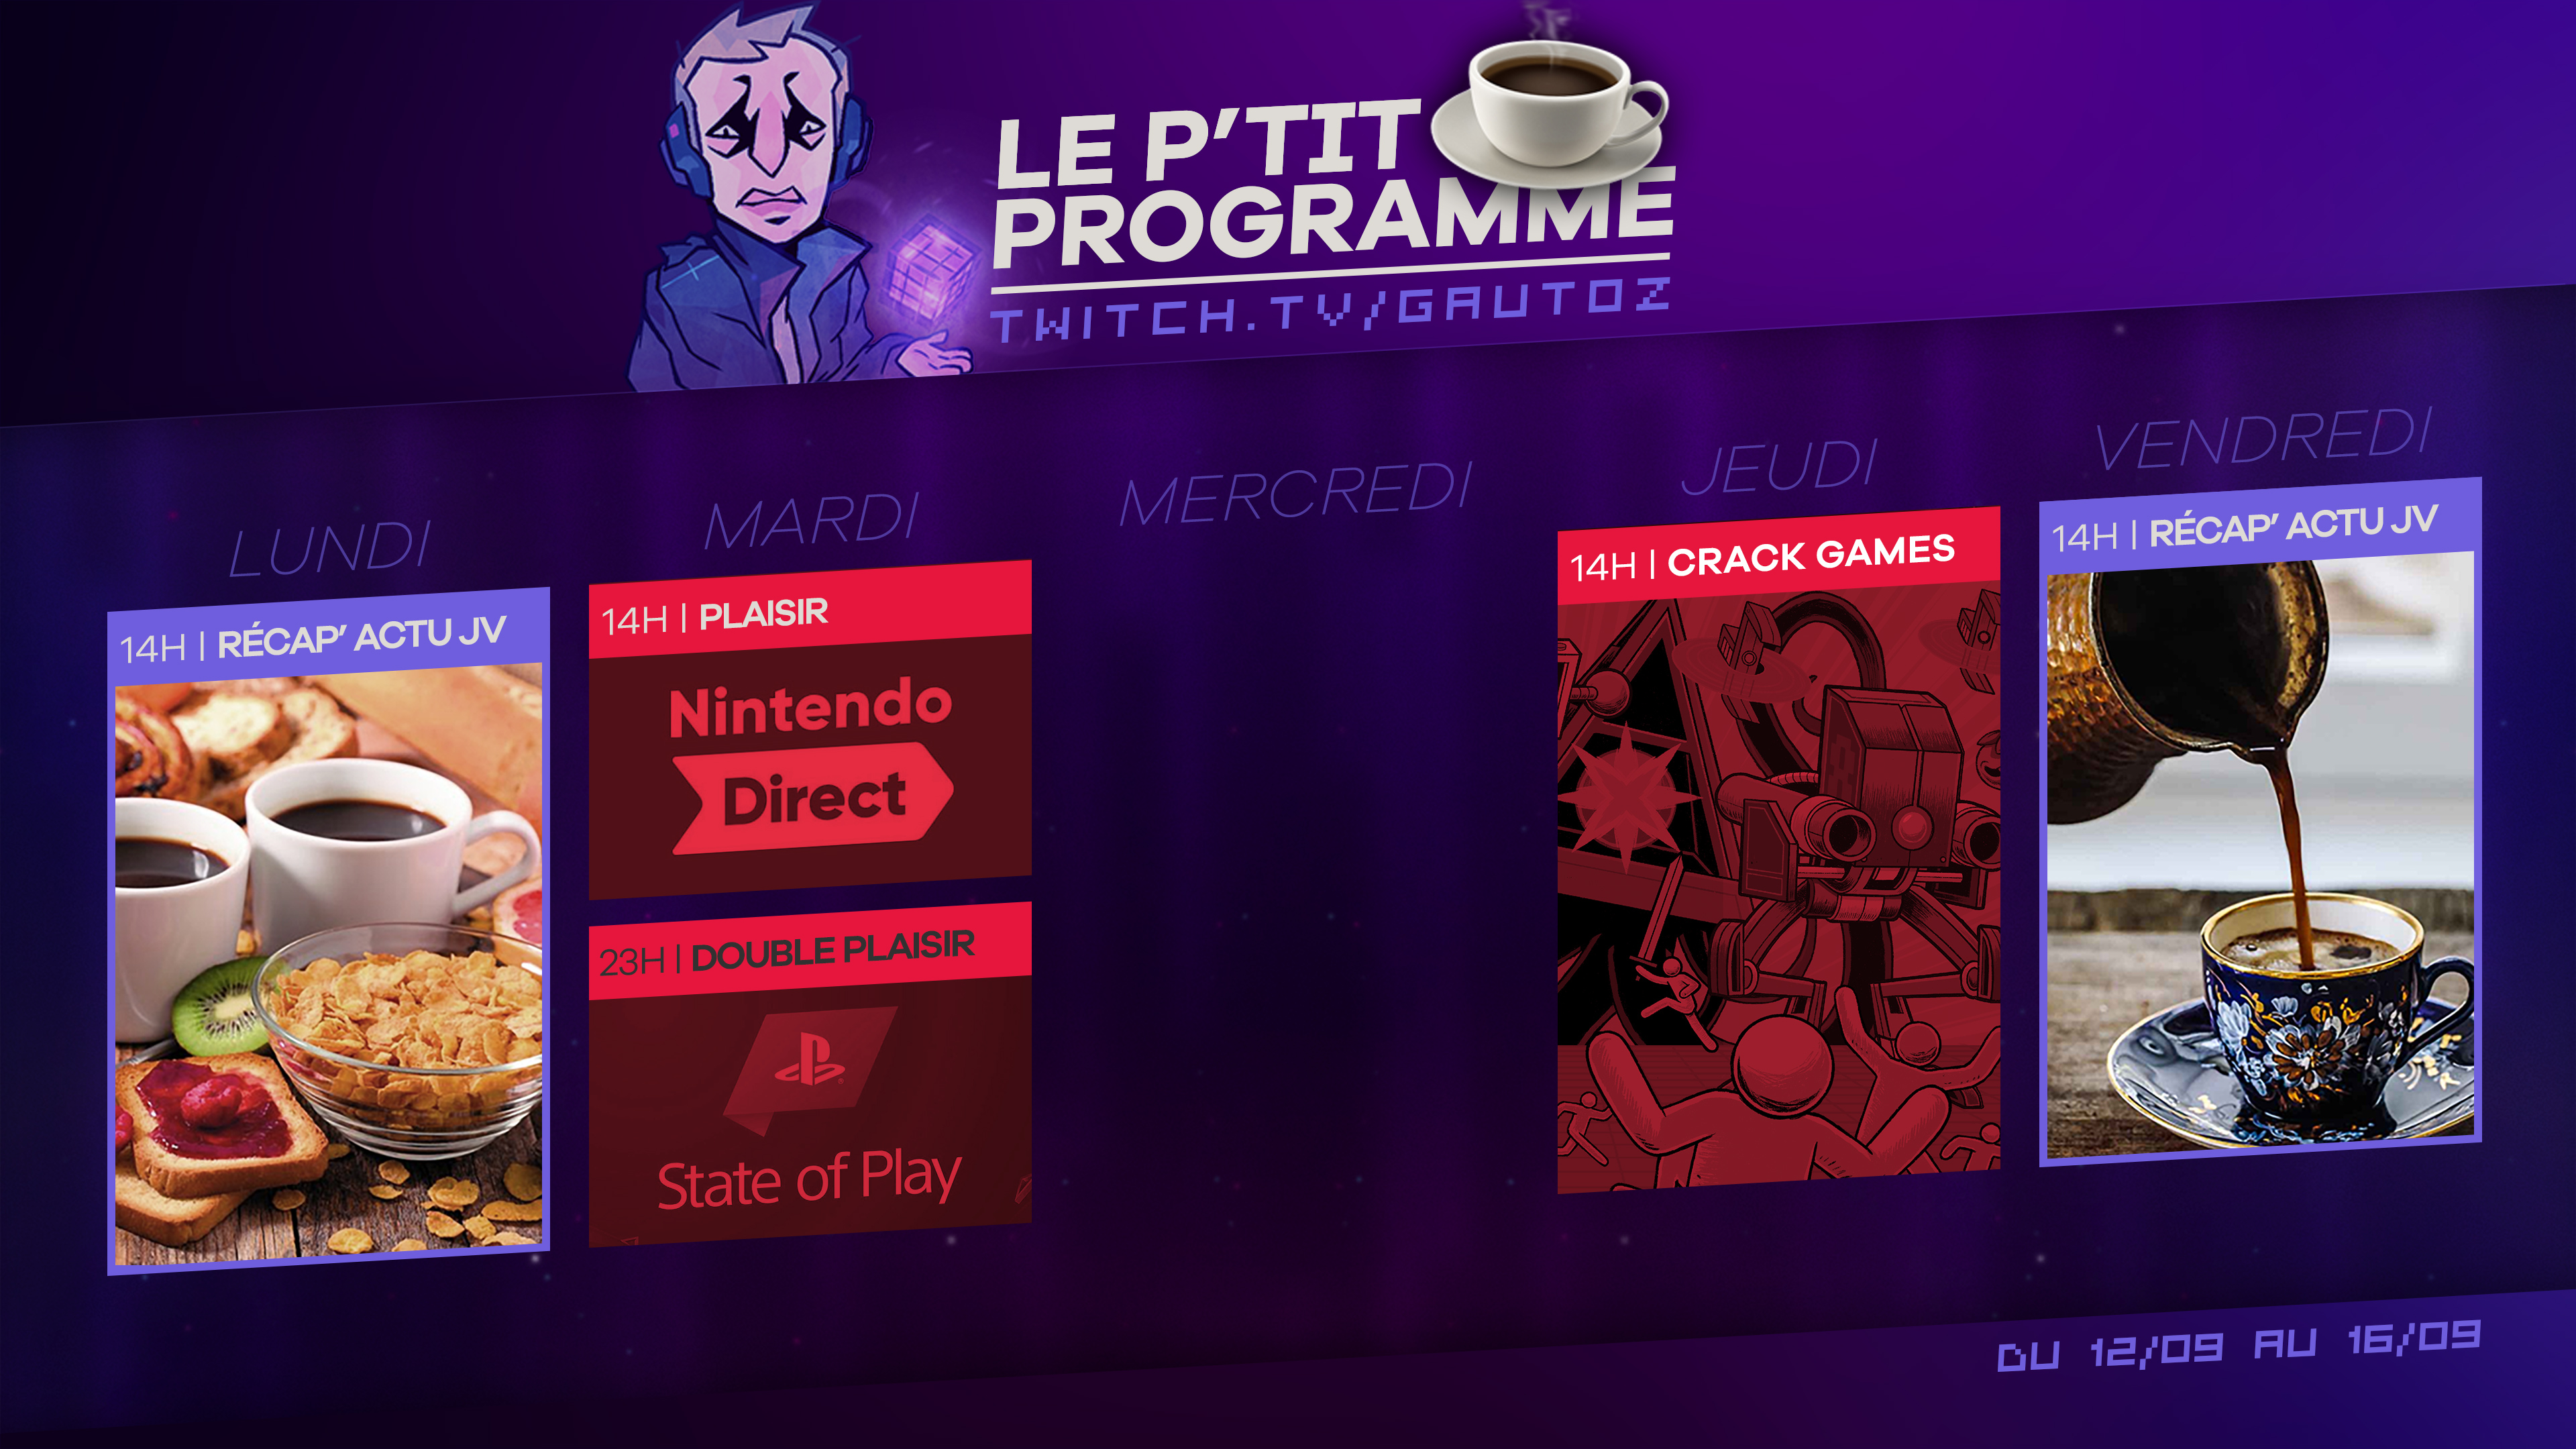 LE P'TIT
PROGRAMME
TWITCH.TV/GAUTOZ
LUNDI
14H | RÉCAP' ACTU JV
MARDI
14H | PLAISIR
Nintendo
Direct
23H | DOUBLE PLAISIR
State of Play
MERCREDI
JEUDI
14H | CRACK GAMES
VENDREDI
14H | RÉCAP' ACTU JV
DU 12/09 AU 16/09